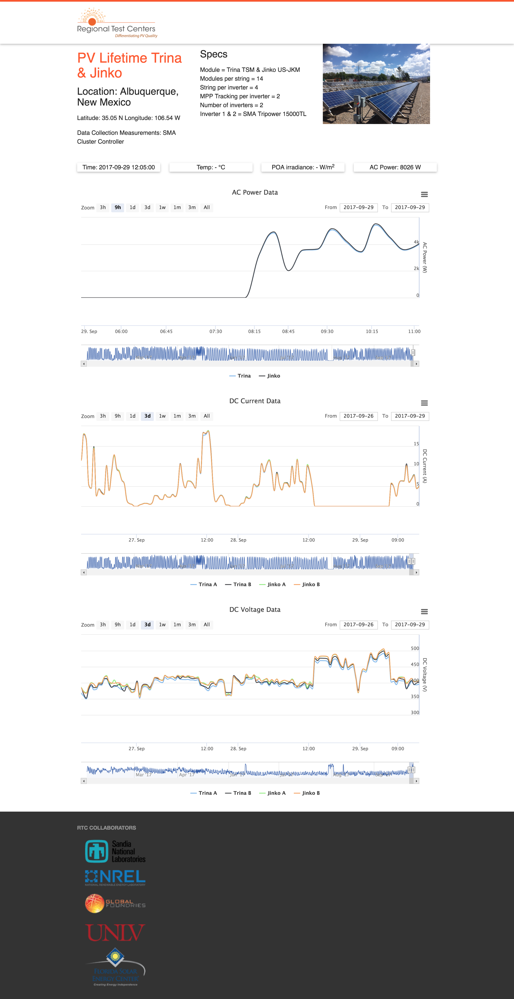 Regional Test Centers
Differentiating PV Quality
PV Lifetime Trina
& Jinko
Location: Albuquerque,
New Mexico
Latitude: 35.05 N Longitude: 106.54 W
Data Collection Measurements: SMA
Cluster Controller
Specs
Module = Trina TSM & Jinko US-JKM
Modules per string = 14
String per inverter = 4
MPP Tracking per inverter = 2
Number of inverters = 2
Inverter 1 & 2 = SMA Tripower 15000TL
Time: 2017-09-29 12:05:00
Temp: - °C
POA irradiance: - W/m²
AC Power: 8026 W
AC Power Data
Zoom 3h 9h 1d 3d 1w 1m 3m All From 2017-09-29 To 2017-09-29
4k
2k
0
AC Power (W)
29. Sep 06:00 06:45 07:30 08:15 08:45 09:30 10:15 11:00
Trina Jinko
DC Current Data
Zoom 3h 9h 1d 3d 1w 1m 3m All From 2017-09-26 To 2017-09-29
15
10
5
0
DC Current (A)
27. Sep 12:00 28. Sep 12:00 29. Sep 09:00
Trina A Trina B Jinko A Jinko B
DC Voltage Data
Zoom 3h 9h 1d 3d 1w 1m 3m All From 2017-09-26 To 2017-09-29
500
450
400
350
300
DC Voltage (V)
27. Sep 12:00 28. Sep 12:00 29. Sep 09:00
Mar '17 Apr '17 Jun '17 Jul '17 Aug '17 Sep '17
Trina A Trina B Jinko A Jinko B
RTC COLLABORATORS
Sandia
National
Laboratories
NREL
NATIONAL RENEWABLE ENERGY LABORATORY
GLOBAL
FOUNDRIES
UNLV
FLORIDA SOLAR
ENERGY CENTER
Creating Energy Independence